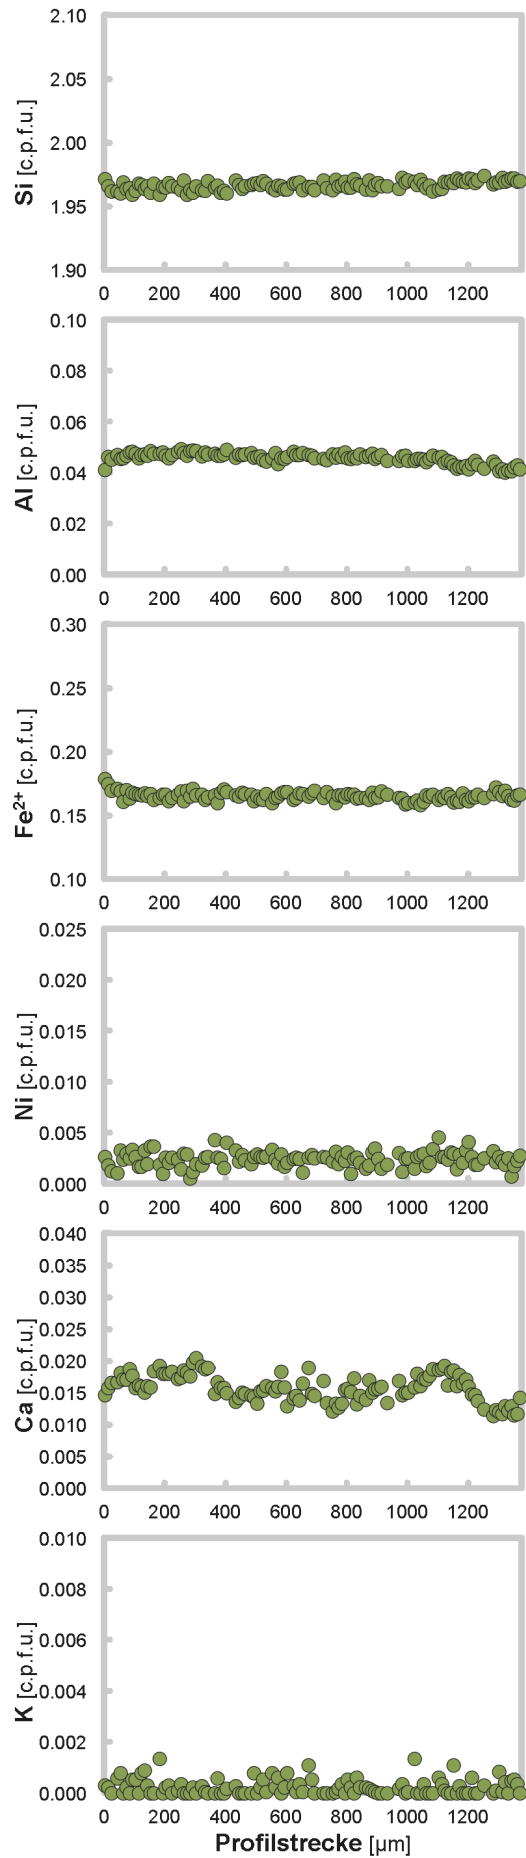 2.10
2.05
2.00
1.95
1.90
Si [c.p.f.u.]
0 200 400 600 800 1000 1200
0.10
0.08
0.06
0.04
0.02
0.00
Al [c.p.f.u.]
0 200 400 600 800 1000 1200
0.30
0.25
0.20
0.15
0.10
Fe²⁺ [c.p.f.u.]
0 200 400 600 800 1000 1200
0.025
0.020
0.015
0.010
0.005
0.000
Ni [c.p.f.u.]
0 200 400 600 800 1000 1200
0.040
0.035
0.030
0.025
0.020
0.015
0.010
0.005
0.000
Ca [c.p.f.u.]
0 200 400 600 800 1000 1200
0.010
0.008
0.006
0.004
0.002
0.000
K [c.p.f.u.]
0 200 400 600 800 1000 1200
Profilstrecke [µm]